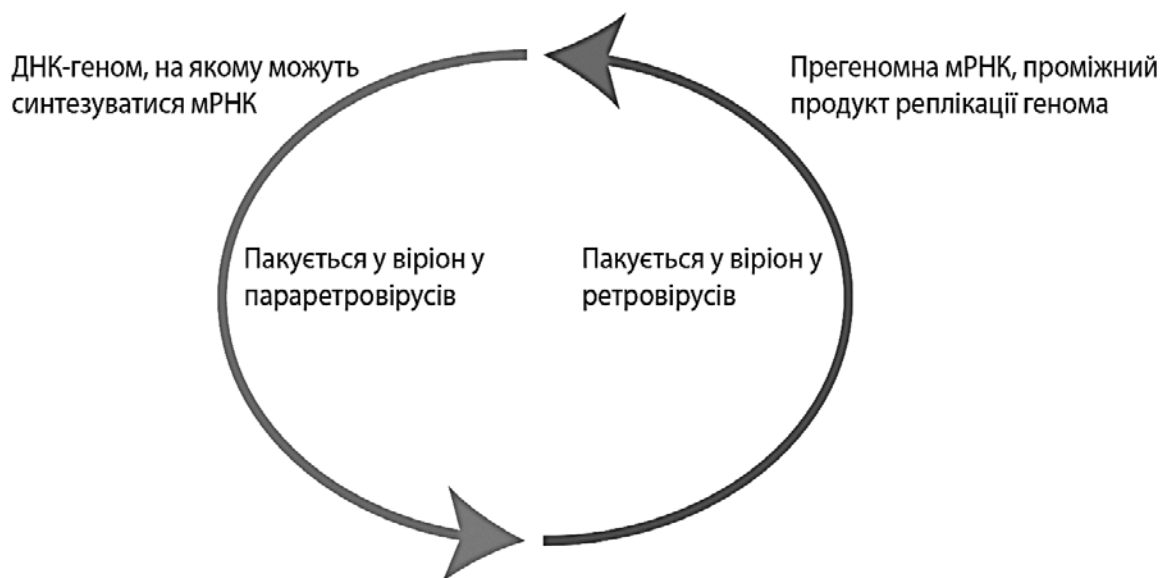 ДНК-геном, на якому можуть
синтезуватися мРНК
Прегеномна мРНК, проміжний
продукт реплікації генома
Пакується у віріон у
параретровірусів
Пакується у віріон у
ретровірусів